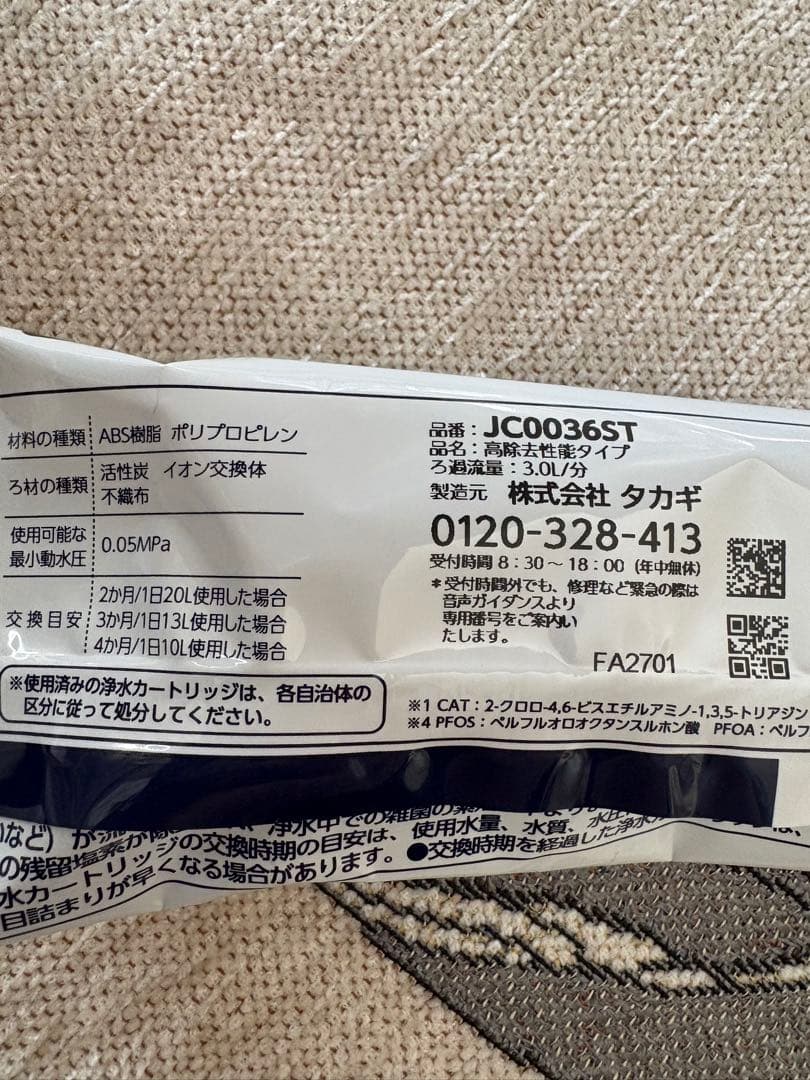 材料の種類 ABS樹脂 ポリプロピレン
ろ材の種類 活性炭 イオン交換体
不織布
使用可能な
最小動水圧 0.05MPa
交換目安
2か月/1日20L使用した場合
3か月/1日13L使用した場合
4か月/1日10L使用した場合
※使用済みの浄水カートリッジは、各自治体の
区分に従って処分してください。
品番：JC0036ST
品名：高除去性能タイプ
ろ過流量：3.0L/分
製造元 株式会社 タカギ
0120-328-413
受付時間 8：30～18：00 (年中無休)
＊受付時間外でも、修理など緊急の際は
音声ガイダンスより
専用番号をご案内い
たします。
FA2701
※1 CAT：2-クロロ-4,6-ビスエチルアミノ-1,3,5-トリアジン
※4 PFOS：ペルフルオロオクタンスルホン酸 PFOA：ペルフ
など) が
の残留塩素が
浄水中での雑菌の
水カートリッジの交換時期の目安は、使用水量、水質、水圧
目詰まりが早くなる場合があります。●交換時期を経過した浄水